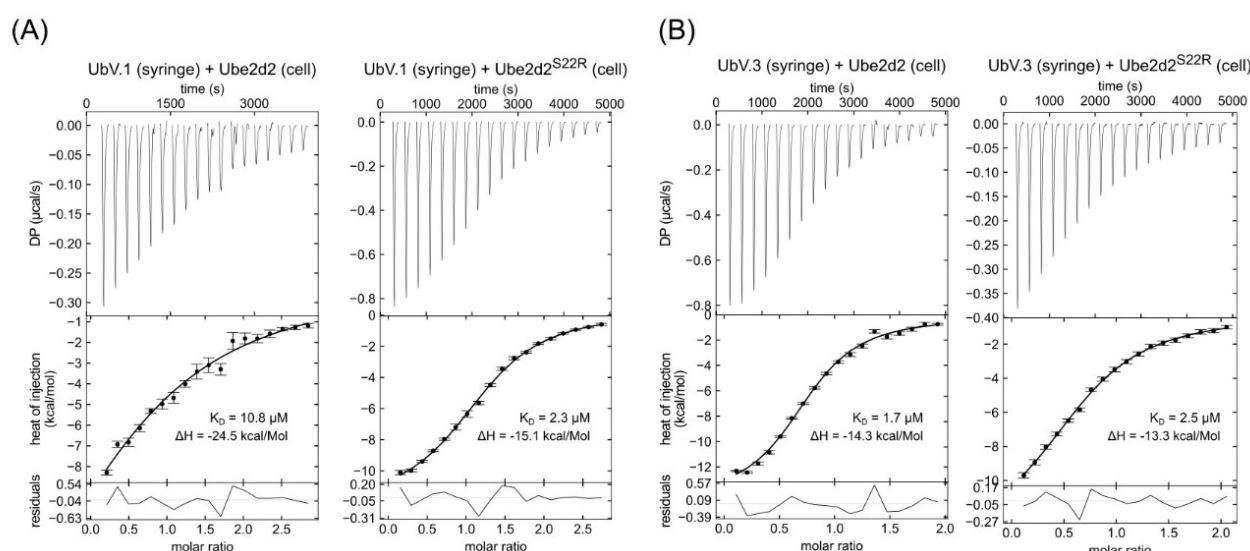 (A)
UbV.1 (syringe) + Ube2d2 (cell)
time (s)
0 1500 3000
0.00
−0.05
−0.10
−0.15
−0.20
−0.25
−0.30
DP (µcal/s)
−1
−2
−3
−4
−5
−6
−7
−8
heat of injection
(kcal/mol)
K_D = 10.8 µM
ΔH = -24.5 kcal/Mol
0.54
−0.04
−0.63
residuals
0.0 0.5 1.0 1.5 2.0 2.5
molar ratio
UbV.1 (syringe) + Ube2d2^S22R (cell)
time (s)
0 1000 2000 3000 4000 5000
0.0
−0.2
−0.4
−0.6
−0.8
0
−2
−4
−6
−8
−10
K_D = 2.3 µM
ΔH = -15.1 kcal/Mol
0.20
−0.05
−0.31
0.0 0.5 1.0 1.5 2.0 2.5
molar ratio
(B)
UbV.3 (syringe) + Ube2d2 (cell)
time (s)
0 1000 2000 3000 4000 5000
0.0
−0.2
−0.4
−0.6
−0.8
DP (µcal/s)
0
−2
−4
−6
−8
−10
−12
heat of injection
(kcal/mol)
K_D = 1.7 µM
ΔH = -14.3 kcal/Mol
0.57
0.09
−0.39
residuals
0.0 0.5 1.0 1.5 2.0
molar ratio
UbV.3 (syringe) + Ube2d2^S22R (cell)
time (s)
0 1000 2000 3000 4000 5000
0.00
−0.05
−0.10
−0.15
−0.20
−0.25
−0.30
−0.35
−0.40
−2
−4
−6
−8
−10
K_D = 2.5 µM
ΔH = -13.3 kcal/Mol
−0.05
−0.27
0.0 0.5 1.0 1.5 2.0
molar ratio